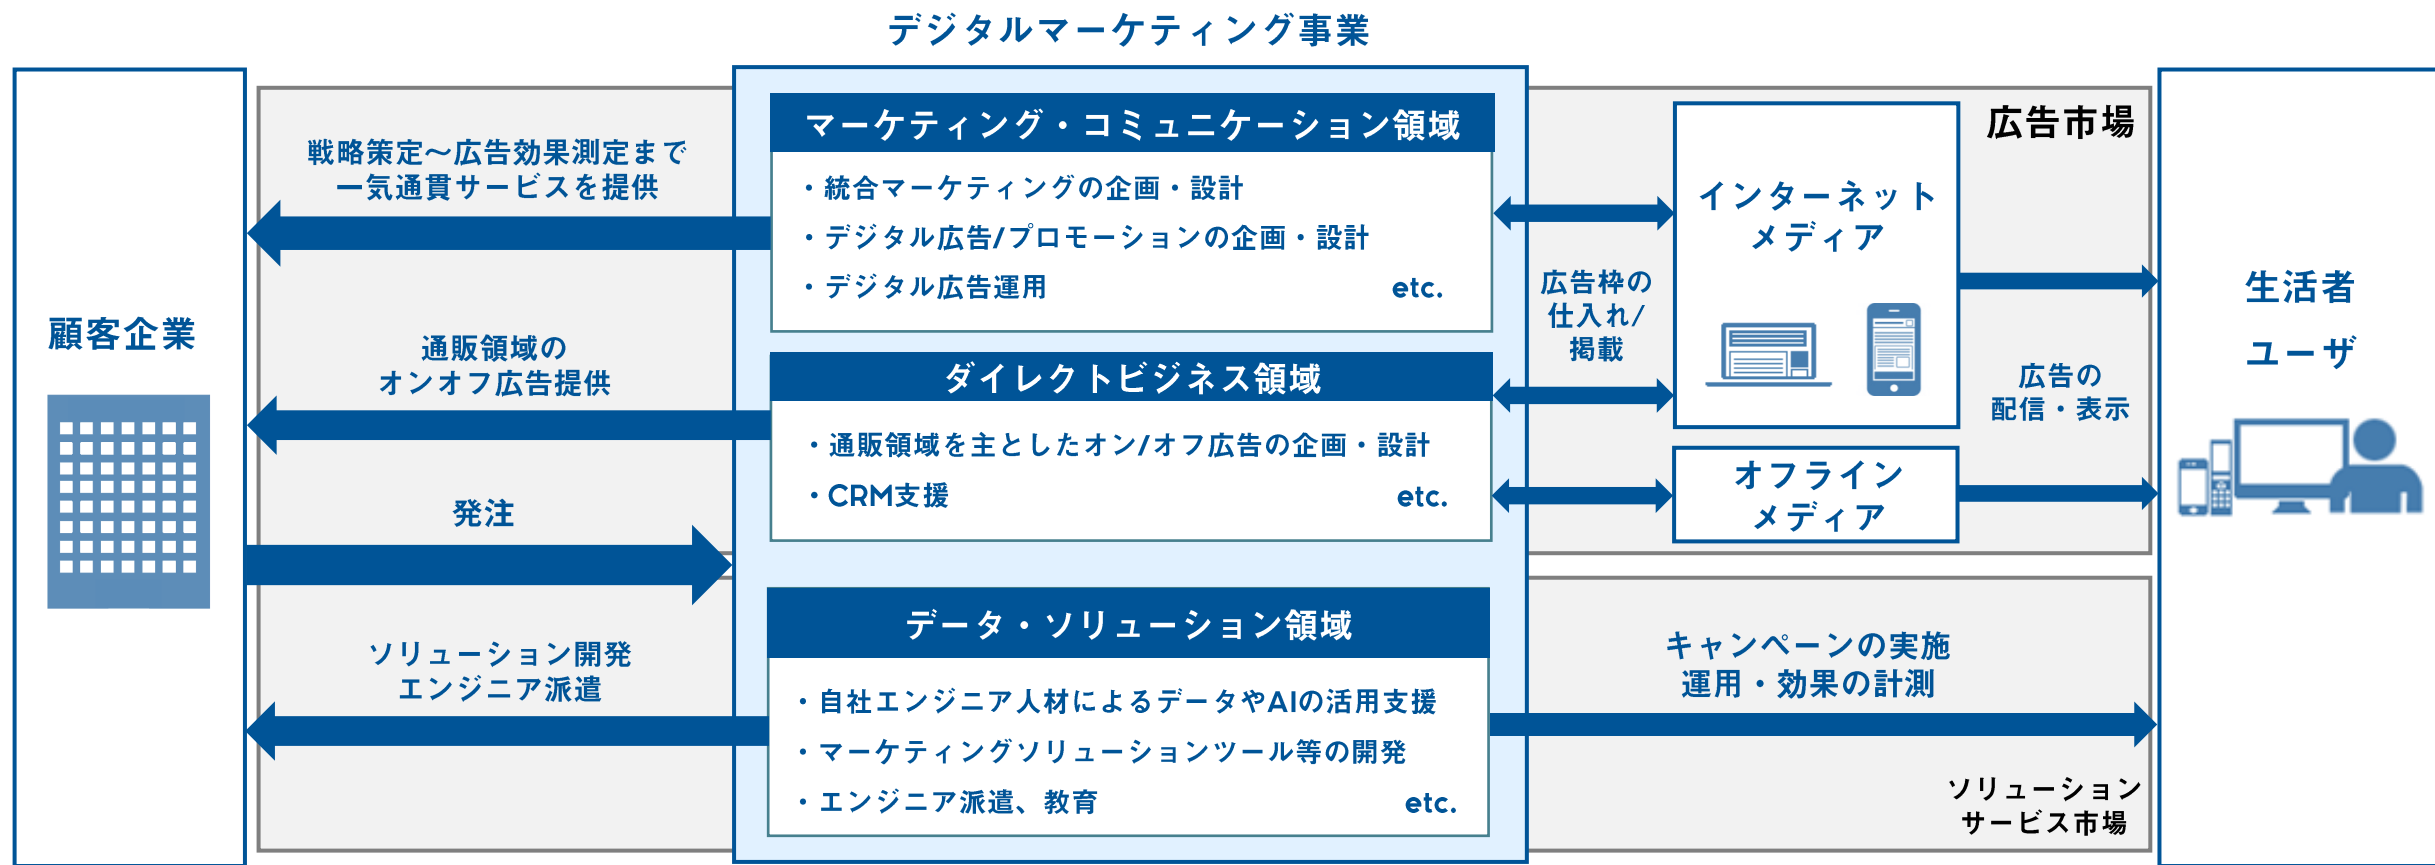 デジタルマーケティング事業
顧客企業
戦略策定～広告効果測定まで
一気通貫サービスを提供
通販領域の
オンオフ広告提供
発注
ソリューション開発
エンジニア派遣
マーケティング・コミュニケーション領域
・統合マーケティングの企画・設計
・デジタル広告/プロモーションの企画・設計
・デジタル広告運用 etc.
ダイレクトビジネス領域
・通販領域を主としたオン/オフ広告の企画・設計
・CRM支援 etc.
データ・ソリューション領域
・自社エンジニア人材によるデータやAIの活用支援
・マーケティングソリューションツール等の開発
・エンジニア派遣、教育 etc.
広告枠の
仕入れ/
掲載
インターネット
メディア
オフライン
メディア
広告市場
広告の
配信・表示
キャンペーンの実施
運用・効果の計測
ソリューション
サービス市場
生活者
ユーザ